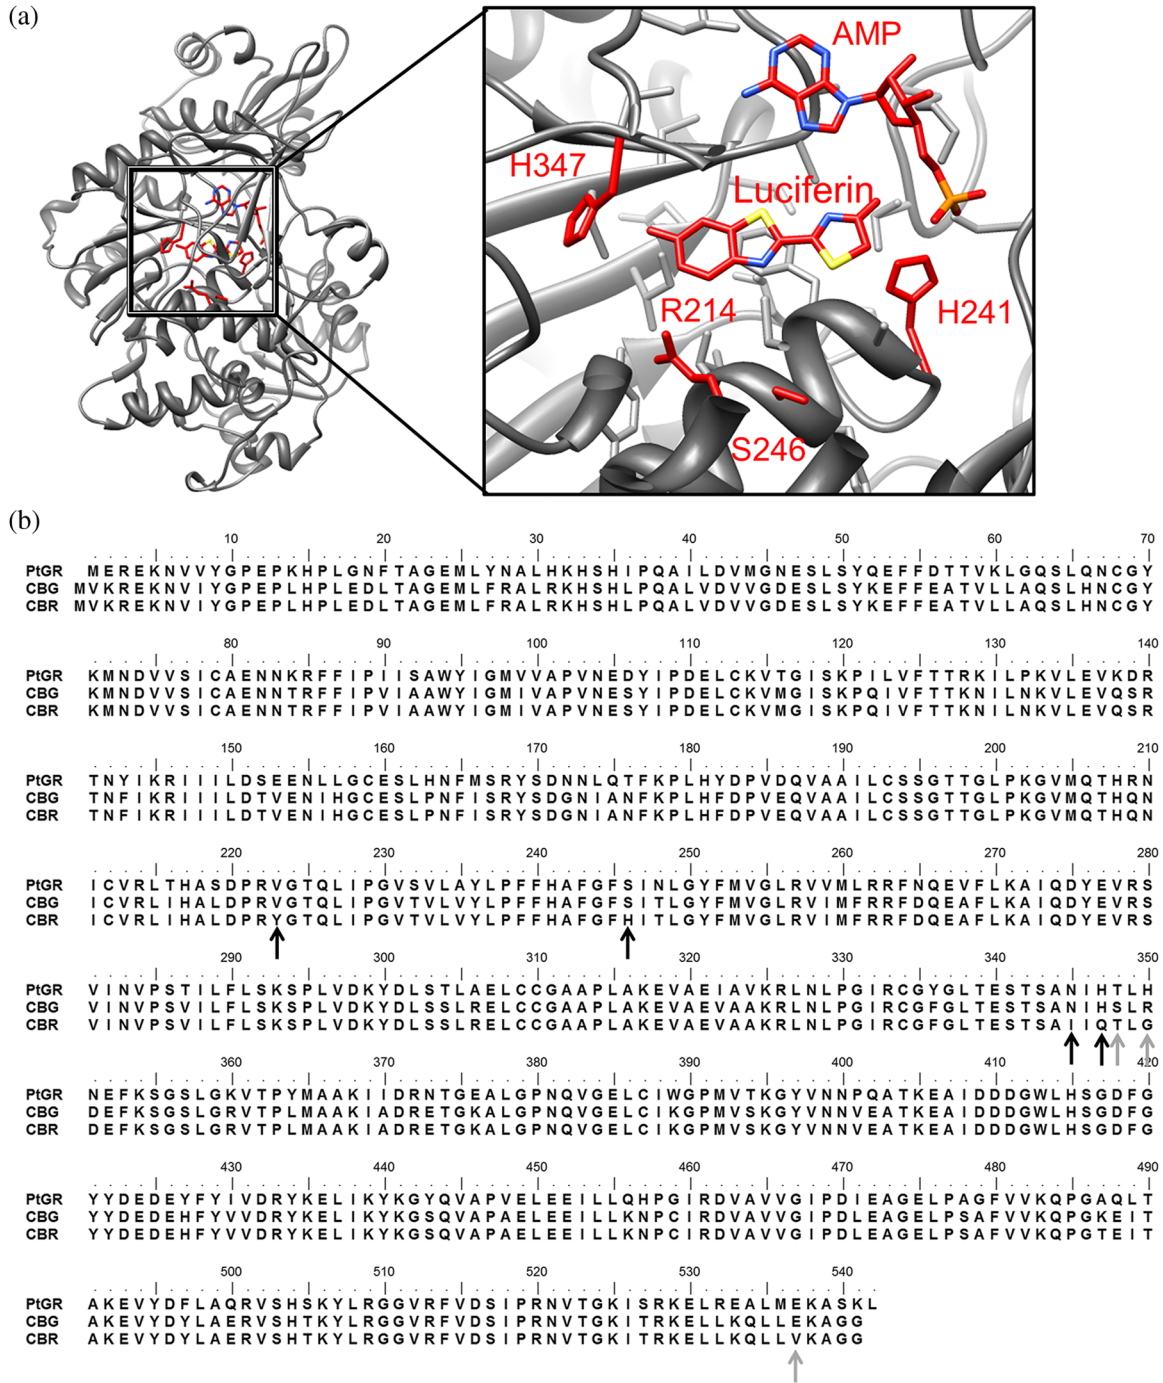 (a)
AMP
H347
Luciferin
R214
H241
S246
(b)
10 20 30 40 50 60 70
PtGR MEREKNVVYGPEPKHPLGNFTAGEMLYNALHKHSHIPQAILDVMGNESLSYQEFFDTTVKLGQSLQNCGY
CBG MVKREKNVIYGPEPLHPLEDLTAGEMLFRALRKHSHLPQALVDVVGDESLSYKEFFEATVLLAQSLHNCGY
CBR MVKREKNVIYGPEPLHPLEDLTAGEMLFRALRKHSHLPQALVDVVGDESLSYKEFFEATVLLAQSLHNCGY
80 90 100 110 120 130 140
PtGR KMNDVVSICAENNKRFFIPIISAWYIGMVVAPVNEDYIPDELCKVTGISKPILVFTTRKILPKVLEVKDR
CBG KMNDVVSICAENNTRFFIPVIAAWYIGMIVAPVNESYIPDELCKVMGISKPQIVFTTKNILNKVLEVQSR
CBR KMNDVVSICAENNTRFFIPVIAAWYIGMIVAPVNESYIPDELCKVMGISKPQIVFTTKNILNKVLEVQSR
150 160 170 180 190 200 210
PtGR TNYIKRIIILDSEENLLGCESLHNFMSRYSDNNLQTFKPLHYDPVDQVAAILCSSGTTGLPKGVMQTHRN
CBG TNFIKRIIILDTVENIHGCESLPNFISRYSDGNIANFKPLHFDPVEQVAAILCSSGTTGLPKGVMQTHQN
CBR TNFIKRIIILDTVENIHGCESLPNFISRYSDGNIANFKPLHFDPVEQVAAILCSSGTTGLPKGVMQTHQN
220 230 240 250 260 270 280
PtGR ICVRLTHASDPRVGTQLIPGVSVLAYLPFFHAFGFSINLGYFMVGLRVVMLRRFNQEVFLKAIQDYEVRS
CBG ICVRLIHALDPRVGTQLIPGVTVLVYLPFFHAFGFSITLGYFMVGLRVIMFRRFDQEAFLKAIQDYEVRS
CBR ICVRLIHALDPRYGTQLIPGVTVLVYLPFFHAFGFHITLGYFMVGLRVIMFRRFDQEAFLKAIQDYEVRS
290 300 310 320 330 340 350
PtGR VINVPSTILFLSKSPLVDKYDLSTLAELCCGAAPLAKEVAEIAVKRLNLPGIRCGYGLTESTSANIHTLH
CBG VINVPSVILFLSKSPLVDKYDLSSLRELCCGAAPLAKEVAEVAAKRLNLPGIRCGFGLTESTSANIHSLR
CBR VINVPSVILFLSKSPLVDKYDLSSLRELCCGAAPLAKEVAEVAAKRLNLPGIRCGFGLTESTSAIIQTLG
360 370 380 390 400 410 420
PtGR NEFKSGSLGKVTPYMAAKIIDRNTGEALGPNQVGELCIWGPMVTKGYVNNPQATKEAIDDDGWLHSGDFG
CBG DEFKSGSLGRVTPLMAAKIADRETGKALGPNQVGELCIKGPMVSKGYVNNVEATKEAIDDDGWLHSGDFG
CBR DEFKSGSLGRVTPLMAAKIADRETGKALGPNQVGELCIKGPMVSKGYVNNVEATKEAIDDDGWLHSGDFG
430 440 450 460 470 480 490
PtGR YYDEDEYFYIVDRYKELIKYKGYQVAPVELEEILLQHPGIRDVAVVGIPDIEAGELPAGFVVKQPGAQLT
CBG YYDEDEHFYVVDRYKELIKYKGSQVAPAELEEILLKNPCIRDVAVVGIPDLEAGELPSAFVVKQPGKEIT
CBR YYDEDEHFYVVDRYKELIKYKGSQVAPAELEEILLKNPCIRDVAVVGIPDLEAGELPSAFVVKQPGTEIT
500 510 520 530 540
PtGR AKEVYDFLAQRVSHSKYLRGGVRFVDSIPRNVTGKISRKELREALMEKASKL
CBG AKEVYDYLAERVSHTKYLRGGVRFVDSIPRNVTGKITRKELLKQLLEKAGG
CBR AKEVYDYLAERVSHTKYLRGGVRFVDSIPRNVTGKITRKELLKQLLVKAGG